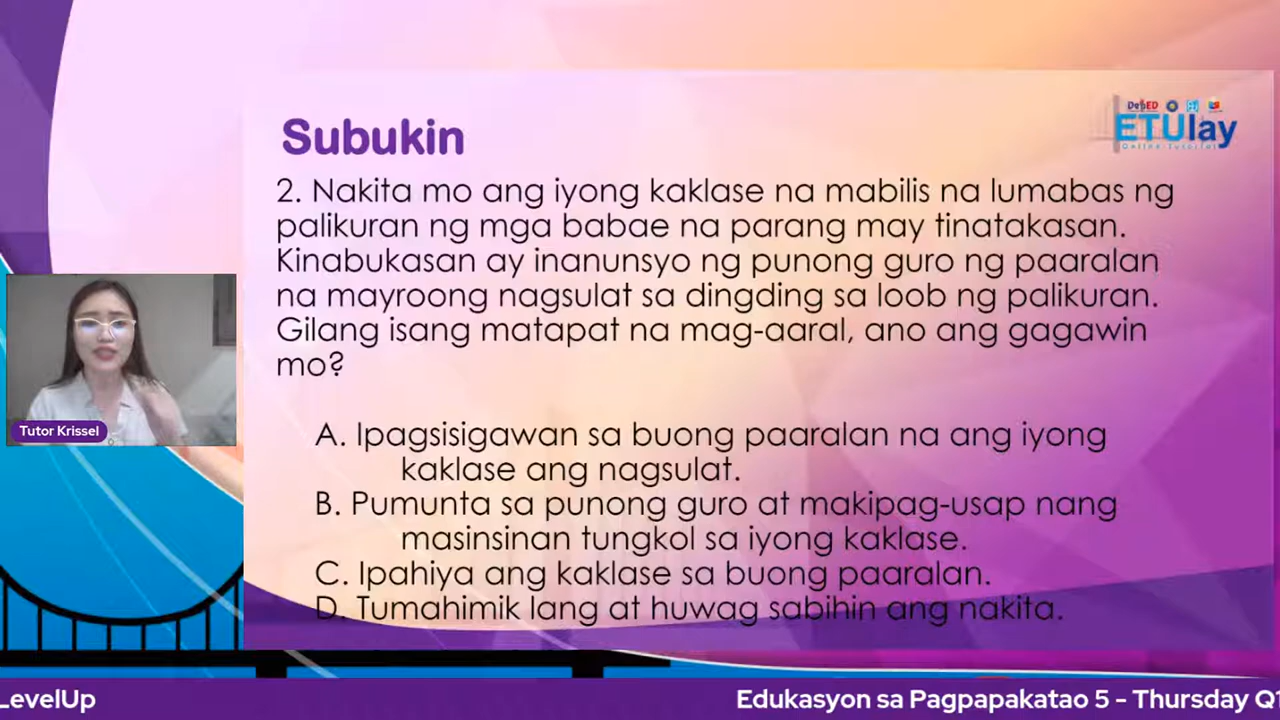 DepED
ETUlay
Online Tutorial
Subukin
2. Nakita mo ang iyong kaklase na mabilis na lumabas ng
palikuran ng mga babae na parang may tinatakasan.
Kinabukasan ay inanunsyo ng punong guro ng paaralan
na mayroong nagsulat sa dingding sa loob ng palikuran.
Gilang isang matapat na mag-aaral, ano ang gagawin
mo?
A. Ipagsisigawan sa buong paaralan na ang iyong
kaklase ang nagsulat.
B. Pumunta sa punong guro at makipag-usap nang
masinsinan tungkol sa iyong kaklase.
C. Ipahiya ang kaklase sa buong paaralan.
D. Tumahimik lang at huwag sabihin ang nakita.
Tutor Krissel
LevelUp
Edukasyon sa Pagpapakatao 5 - Thursday Q1